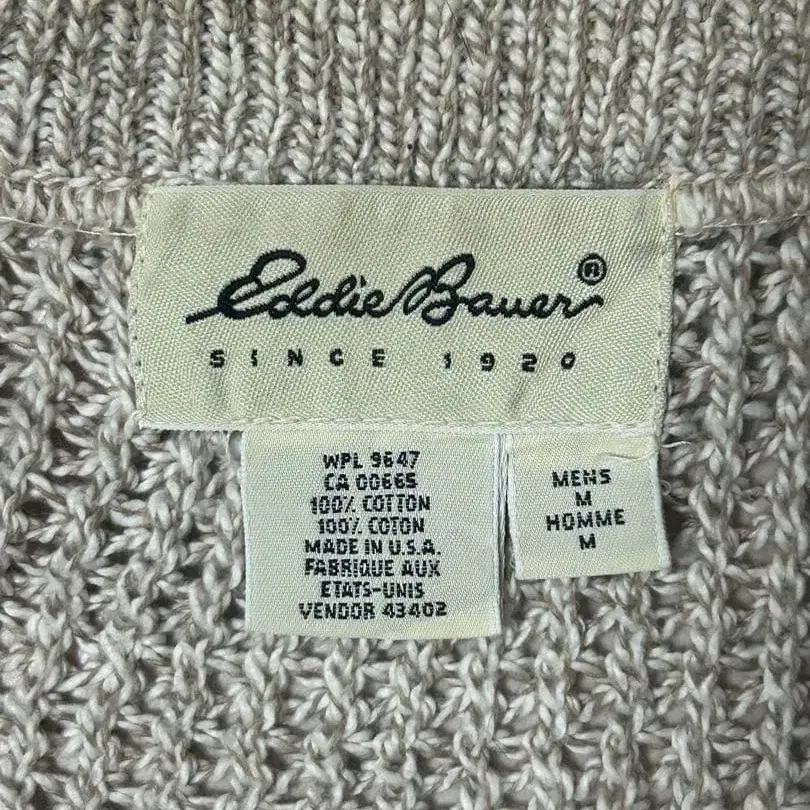 Eddie Bauer®
SINCE 1920
WPL 9647
CA 00665
100% COTTON
100% COTON
MADE IN U.S.A.
FABRIQUE AUX
ETATS-UNIS
VENDOR 43402
MENS
M
HOMME
M